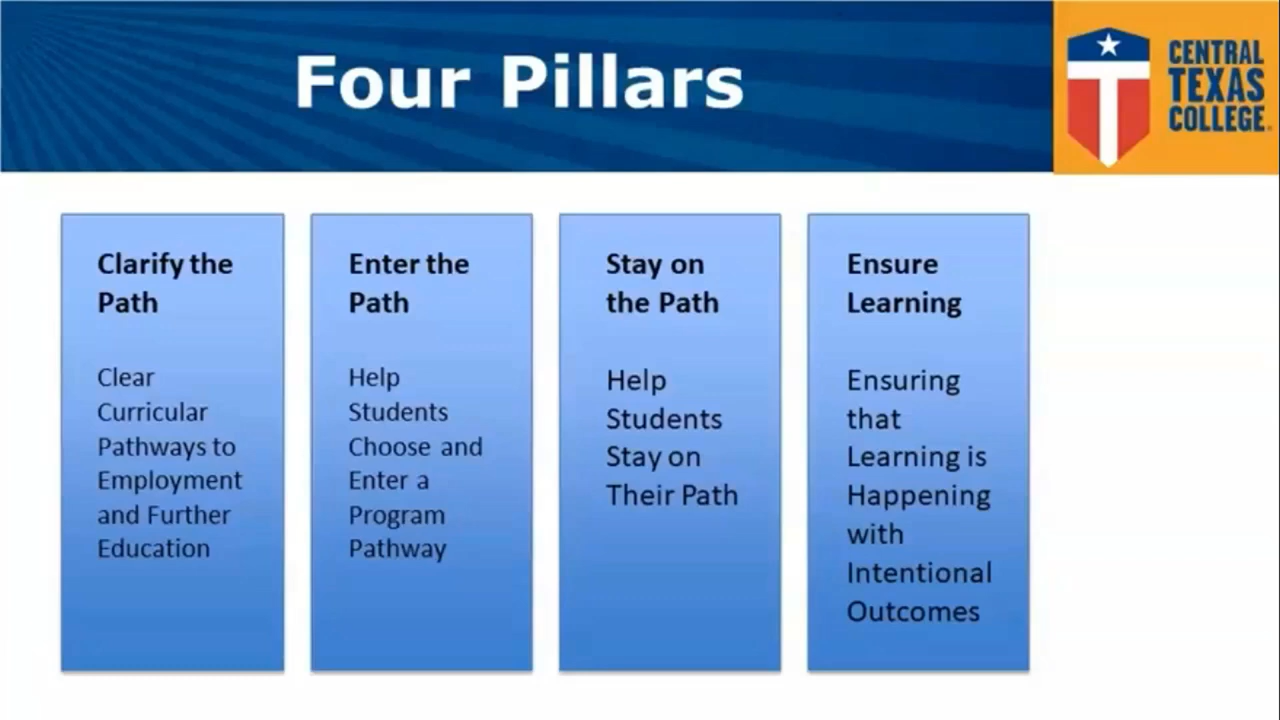 Four Pillars
CENTRAL
TEXAS
COLLEGE
Clarify the
Path
Clear
Curricular
Pathways to
Employment
and Further
Education
Enter the
Path
Help
Students
Choose and
Enter a
Program
Pathway
Stay on
the Path
Help
Students
Stay on
Their Path
Ensure
Learning
Ensuring
that
Learning is
Happening
with
Intentional
Outcomes